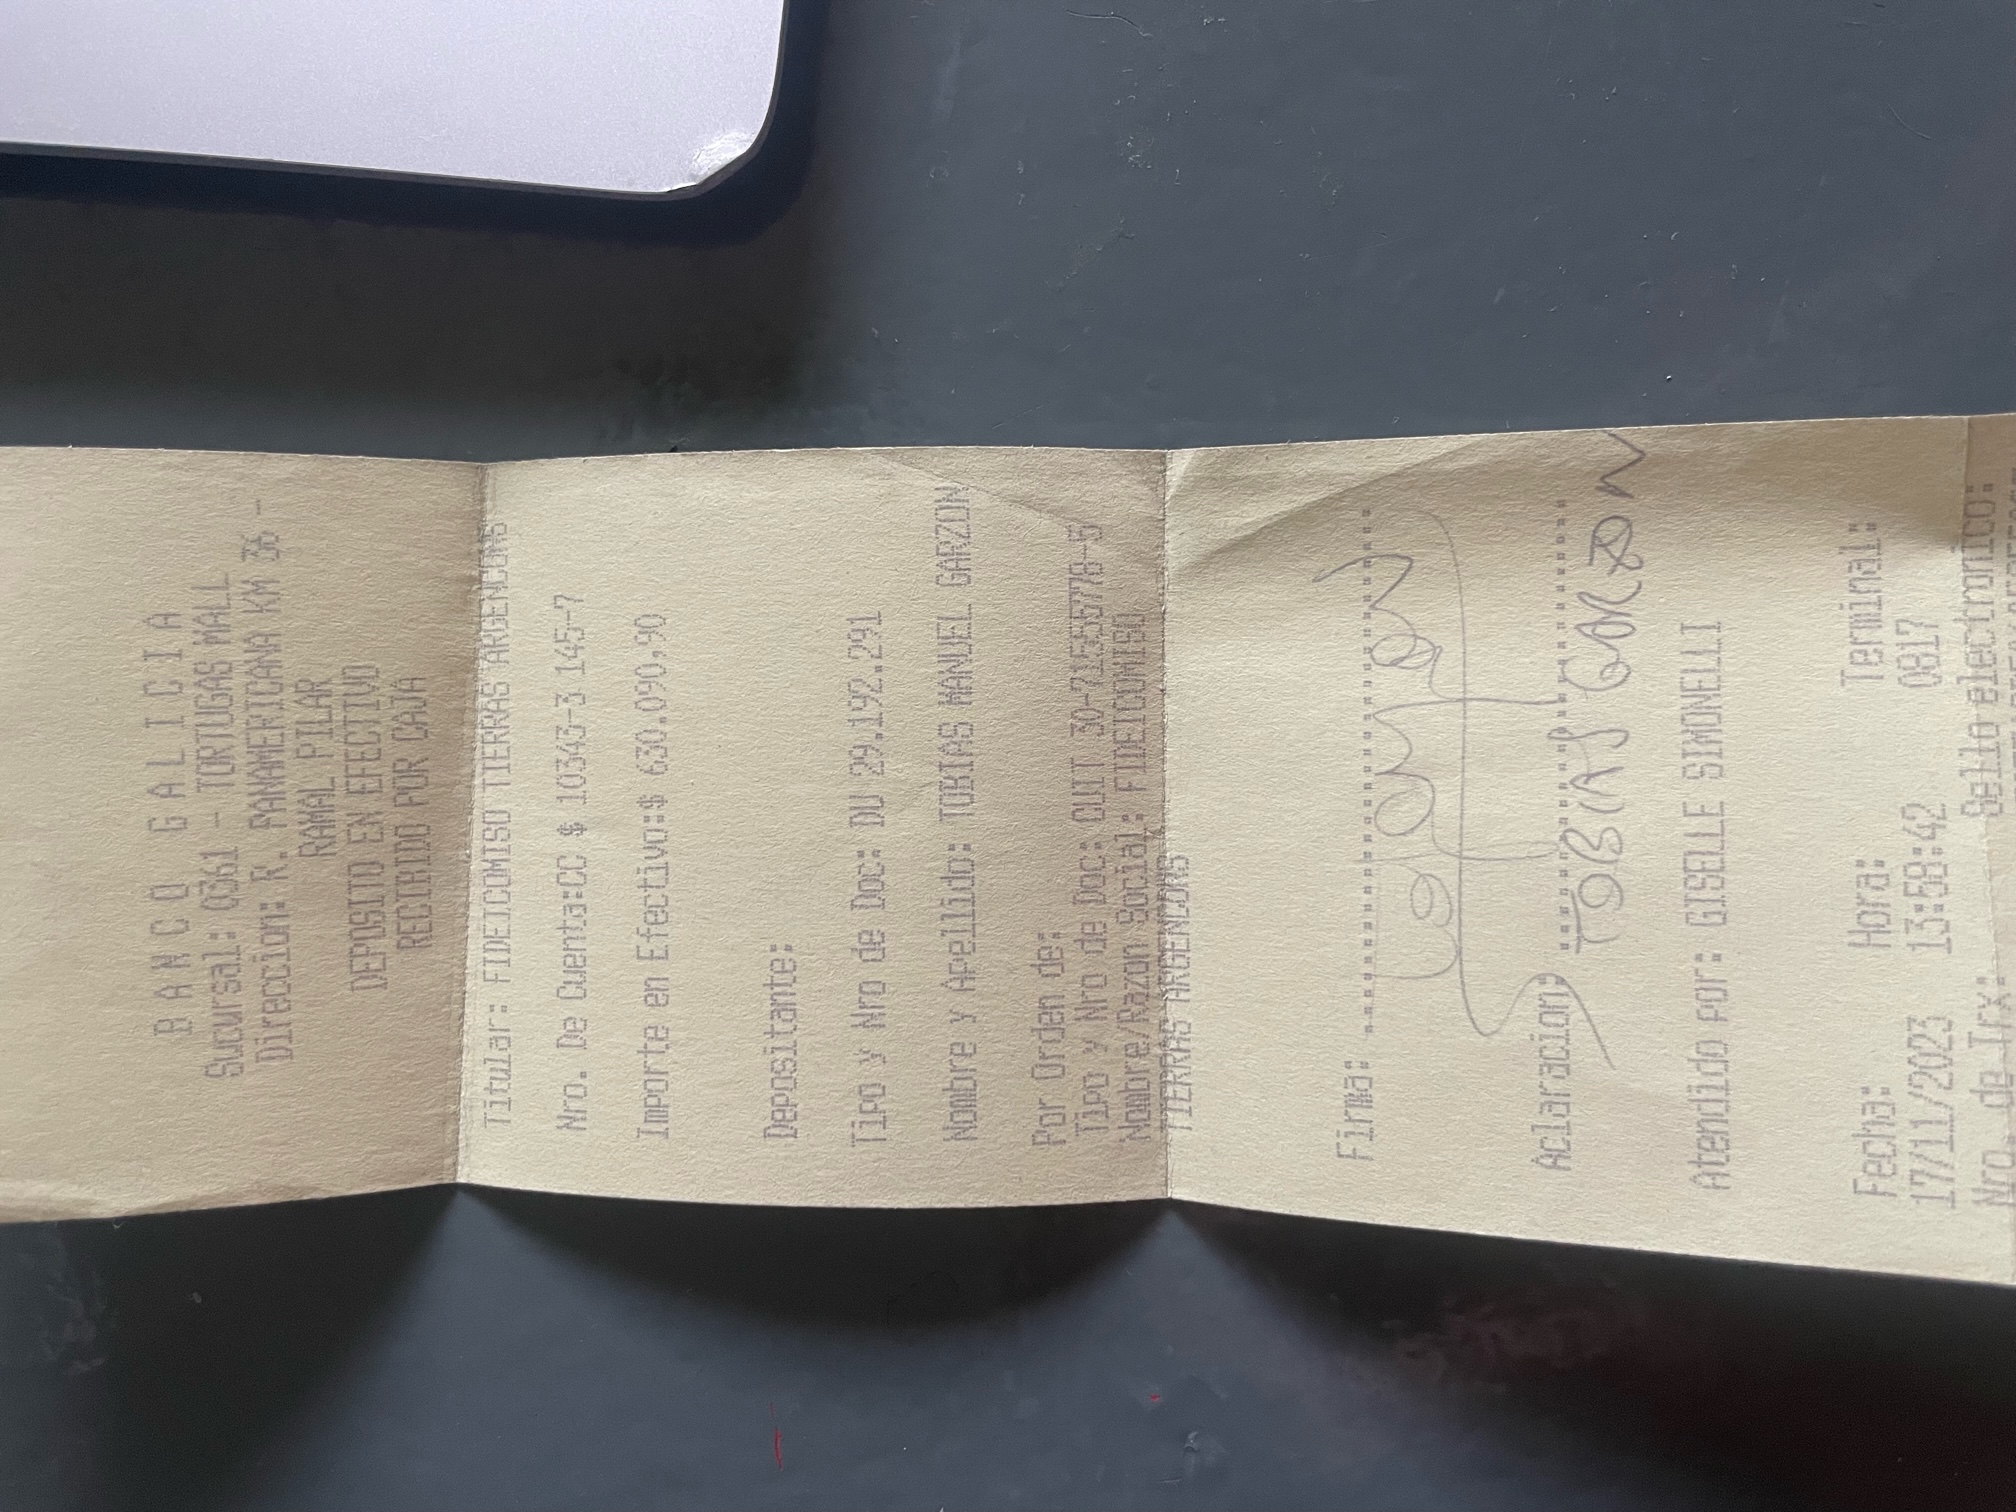 B A N C O  G A L I C I A
Sucursal: 0361 - TORTUGAS MALL
Direccion: R. PANAMERICANA KM 36 -
RAMAL PILAR
DEPOSITO EN EFECTIVO
RECIBIDO POR CAJA
Titular: FIDEICOMISO TIERRAS ARGENCONS
Nro. De Cuenta:CC $ 10343-3 145-7
Importe en Efectivo:$ 630.090,90
Depositante:
Tipo y Nro de Doc: DU 29.192.291
Nombre y Apellido: TOBIAS MANUEL GARZON
Por Orden de:
Tipo y Nro de Doc: CUIT
Nombre/Razon Social: FIDEICOMISO
TIERRAS ARGENCONS
Firma:
Aclaracion: TOBIAS GARZON
Atendido por: GISELLE SIMONELLI
Fecha: Hora: Terminal:
17/11/2023 13:58:42 0817
Nro. de Trx: Sello electronico: